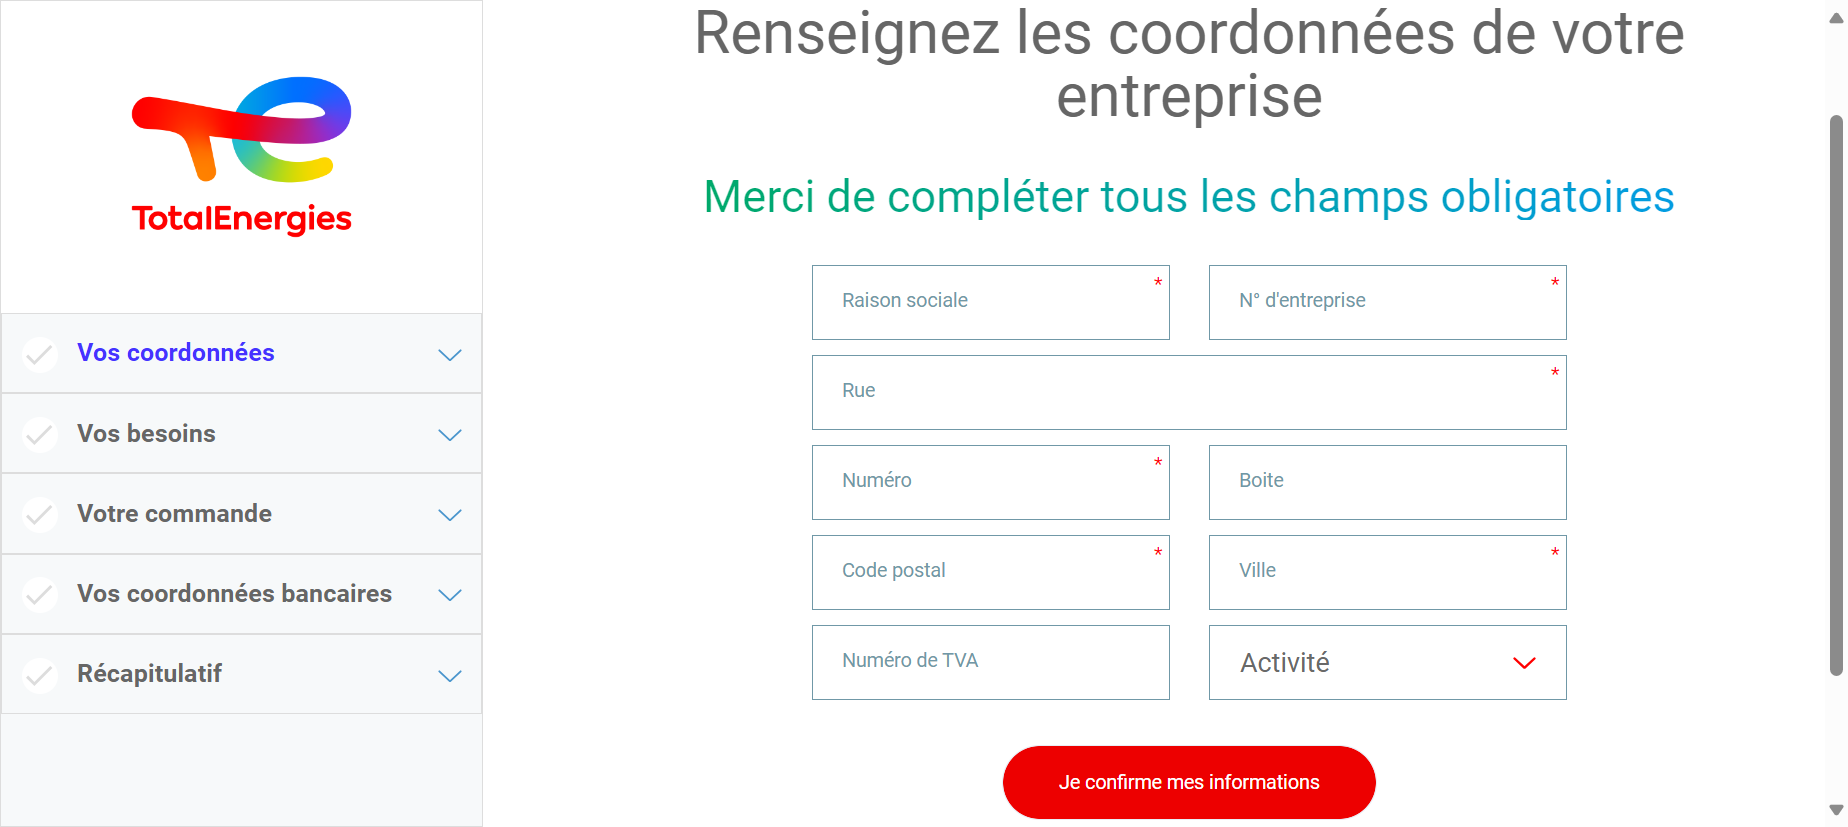 TotalEnergies
Vos coordonnées
Vos besoins
Votre commande
Vos coordonnées bancaires
Récapitulatif
Renseignez les coordonnées de votre
entreprise
Merci de compléter tous les champs obligatoires
Raison sociale *
N° d'entreprise *
Rue *
Numéro *
Boite
Code postal *
Ville *
Numéro de TVA
Activité
Je confirme mes informations